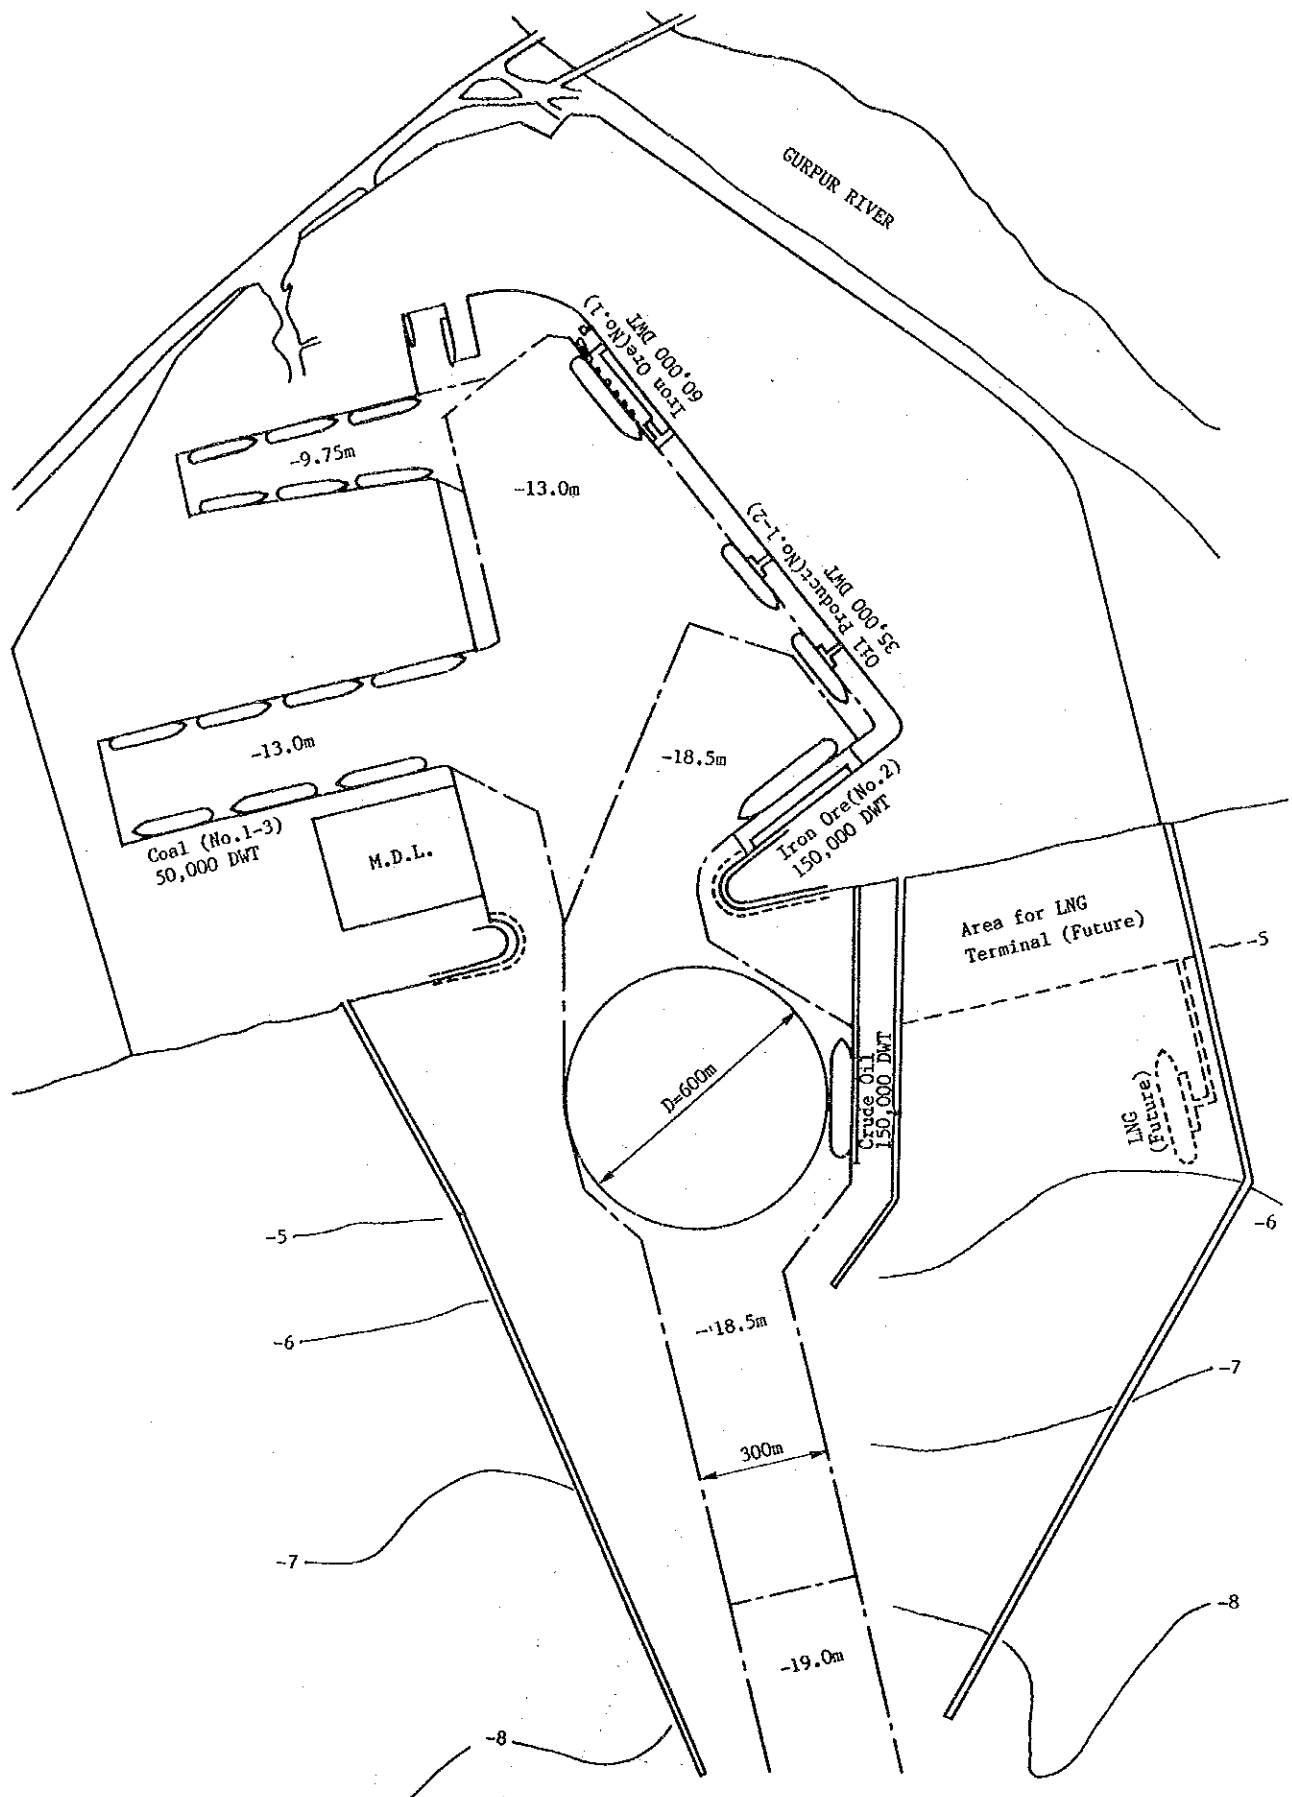 GURPUR RIVER
Iron Ore(No.1)
60,000 DWT
-9.75m
-13.0m
Oil Product(No.1-2)
35,000 DWT
-13.0m
-18.5m
Iron Ore(No.2)
150,000 DWT
Coal (No.1-3)
50,000 DWT
M.D.L.
Area for LNG
Terminal (Future)
-5
D=600m
Crude Oil
150,000 DWT
LNG
(Future)
-5
-6
-6
-18.5m
-7
300m
-7
-8
-19.0m
-8